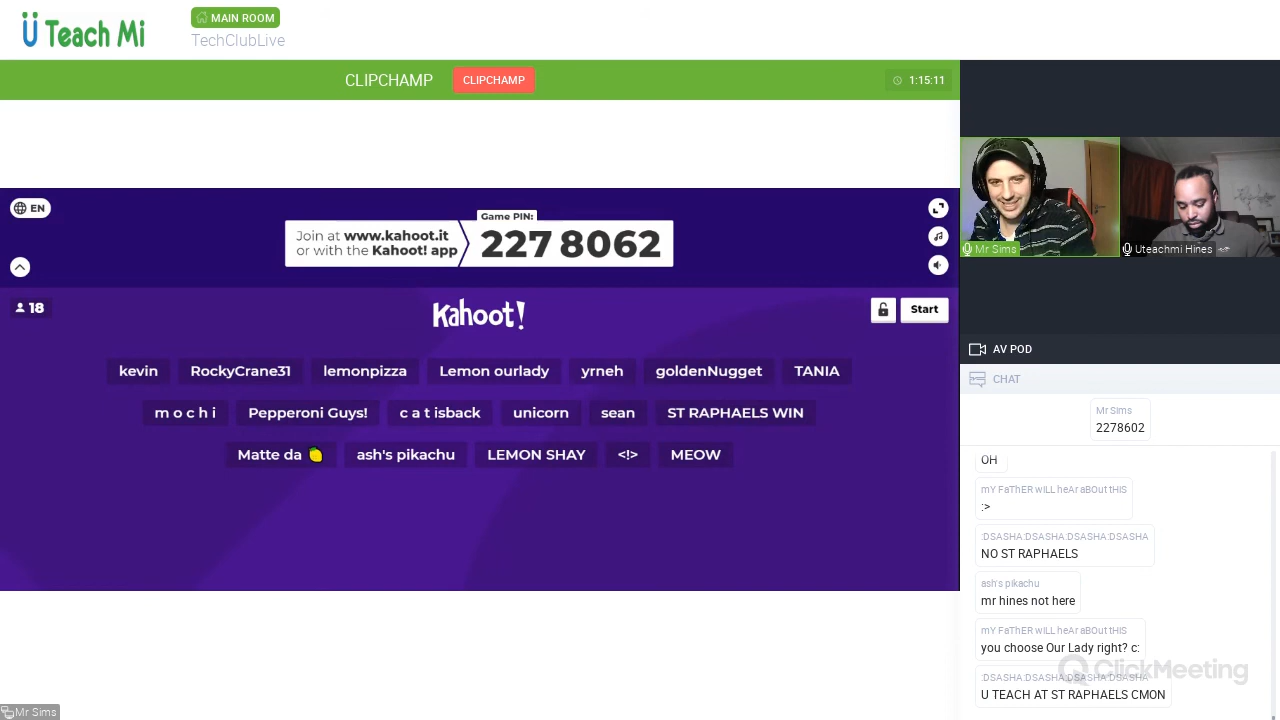 Ü Teach Mi
MAIN ROOM
TechClubLive
CLIPCHAMP
CLIPCHAMP
1:15:11
EN
Join at www.kahoot.it
or with the Kahoot! app
Game PIN:
227 8062
18
Kahoot!
Start
kevin
RockyCrane31
lemonpizza
Lemon ourlady
yrneh
goldenNugget
TANIA
m o c h i
Pepperoni Guys!
c a t isback
unicorn
sean
ST RAPHAELS WIN
Matte da 🍋
ash's pikachu
LEMON SHAY
<!>
MEOW
Mr Sims
Mr Sims
Uteachmi Hines
AV POD
CHAT
Mr Sims
2278602
OH
mY FaThER wiLL heAr aBOut tHIS
:>
:DSASHA:DSASHA:DSASHA:DSASHA
NO ST RAPHAELS
ash's pikachu
mr hines not here
mY FaThER wiLL heAr aBOut tHIS
you choose Our Lady right? c:
:DSASHA:DSASHA:DSASHA:DSASHA
U TEACH AT ST RAPHAELS CMON
ClickMeeting